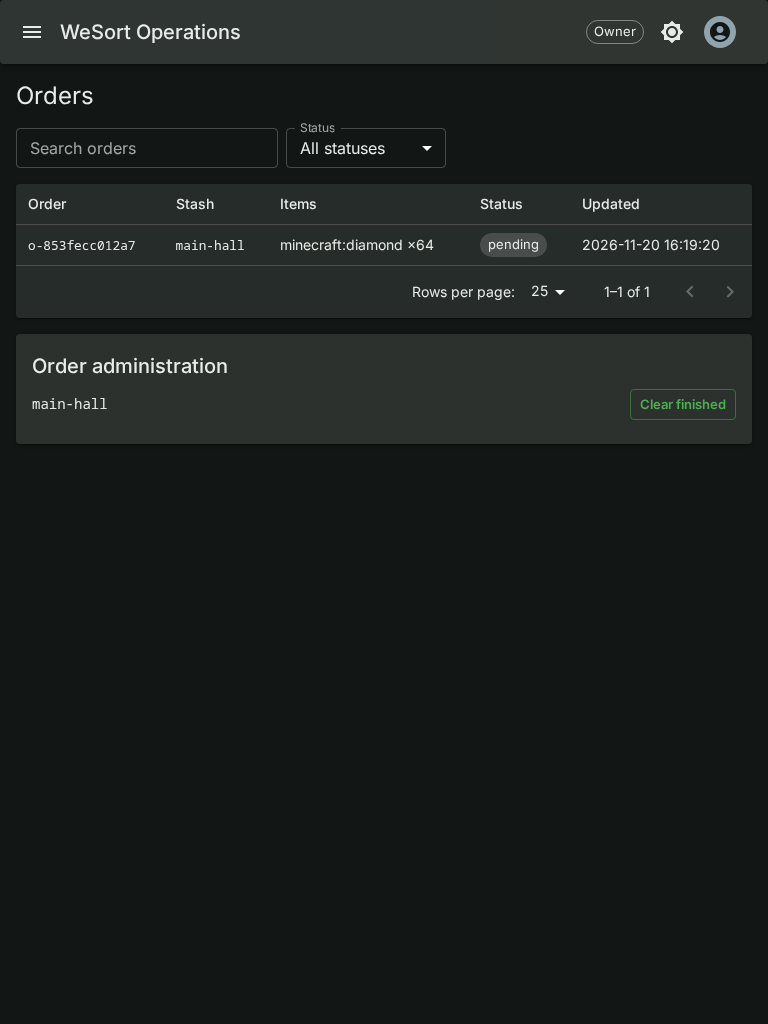 WeSort Operations Owner
Orders
Status
Search orders All statuses
Order Stash Items Status Updated
o-853fecc012a7 main-hall minecraft:diamond ×64 pending 2026-11-20 16:19:20
Rows per page: 25 1–1 of 1
Order administration
main-hall Clear finished